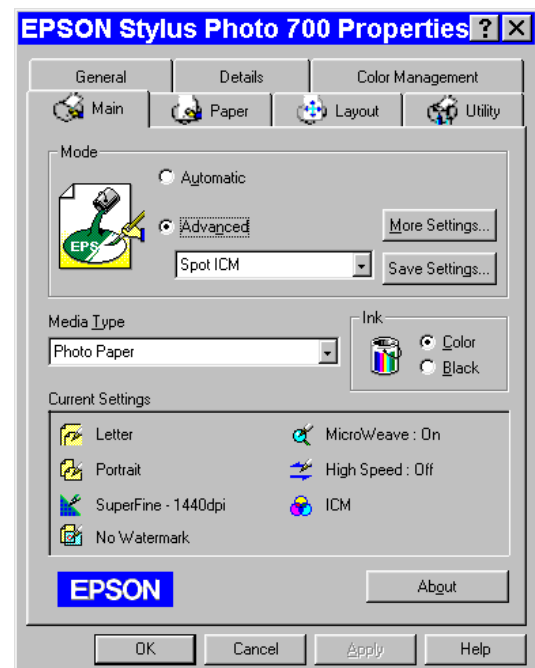 EPSON Stylus Photo 700 Properties ? X
General Details Color Management
Main Paper Layout Utility
Mode
Automatic
EPS
Advanced
More Settings...
Spot ICM
Save Settings...
Media Type
Photo Paper
Ink
Color
Black
Current Settings
Letter
MicroWeave : On
Portrait
High Speed : Off
SuperFine - 1440dpi
ICM
No Watermark
EPSON
About
OK Cancel Apply Help